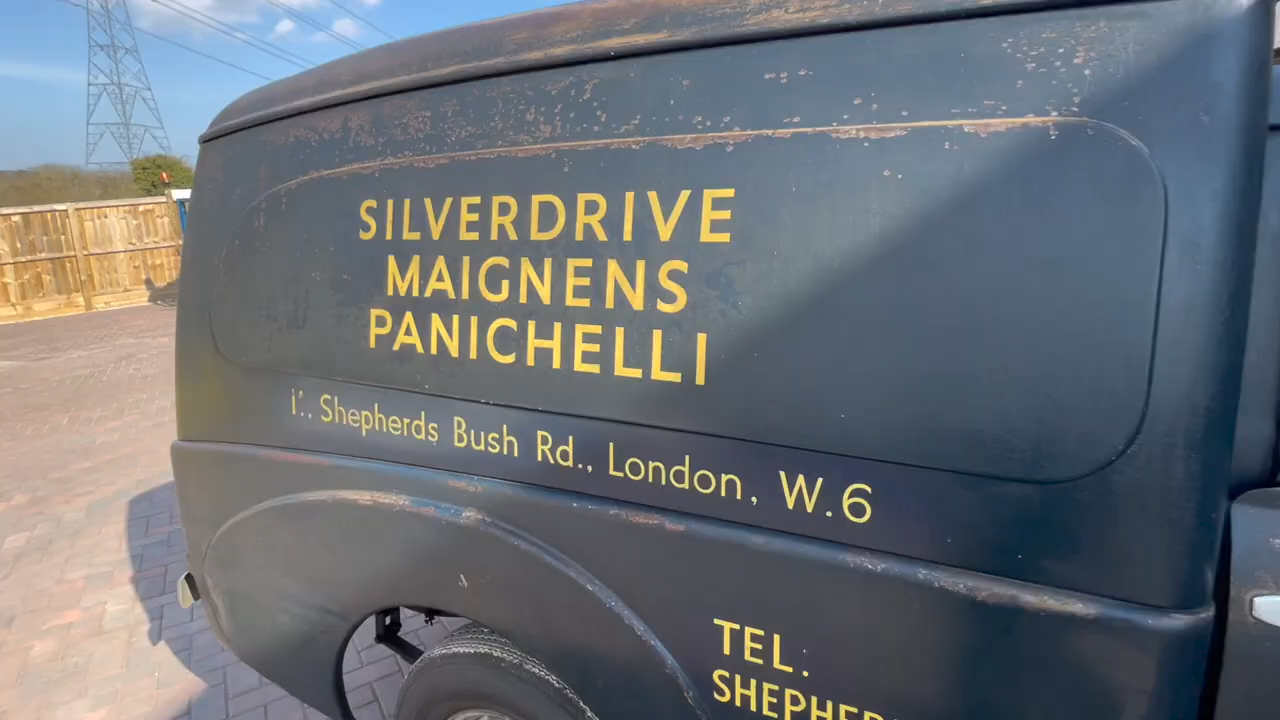 SILVERDRIVE
MAIGNENS
PANICHELLI
Shepherds Bush Rd., London, W.6
TEL.